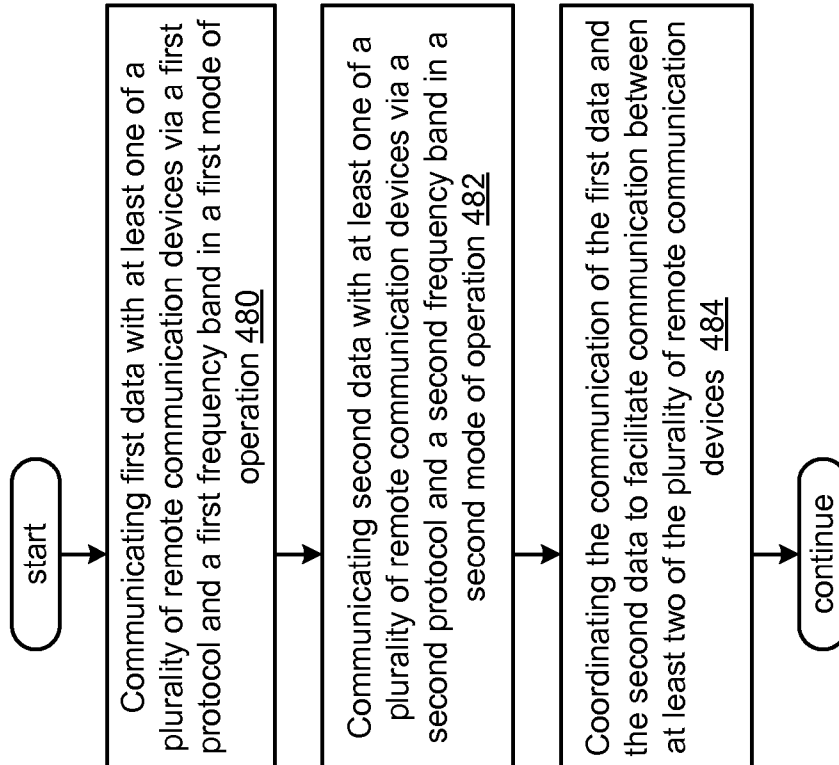 start
Communicating first data with at least one of a
plurality of remote communication devices via a first
protocol and a first frequency band in a first mode of
operation 480
Communicating second data with at least one of a
plurality of remote communication devices via a
second protocol and a second frequency band in a
second mode of operation 482
Coordinating the communication of the first data and
the second data to facilitate communication between
at least two of the plurality of remote communication
devices 484
continue